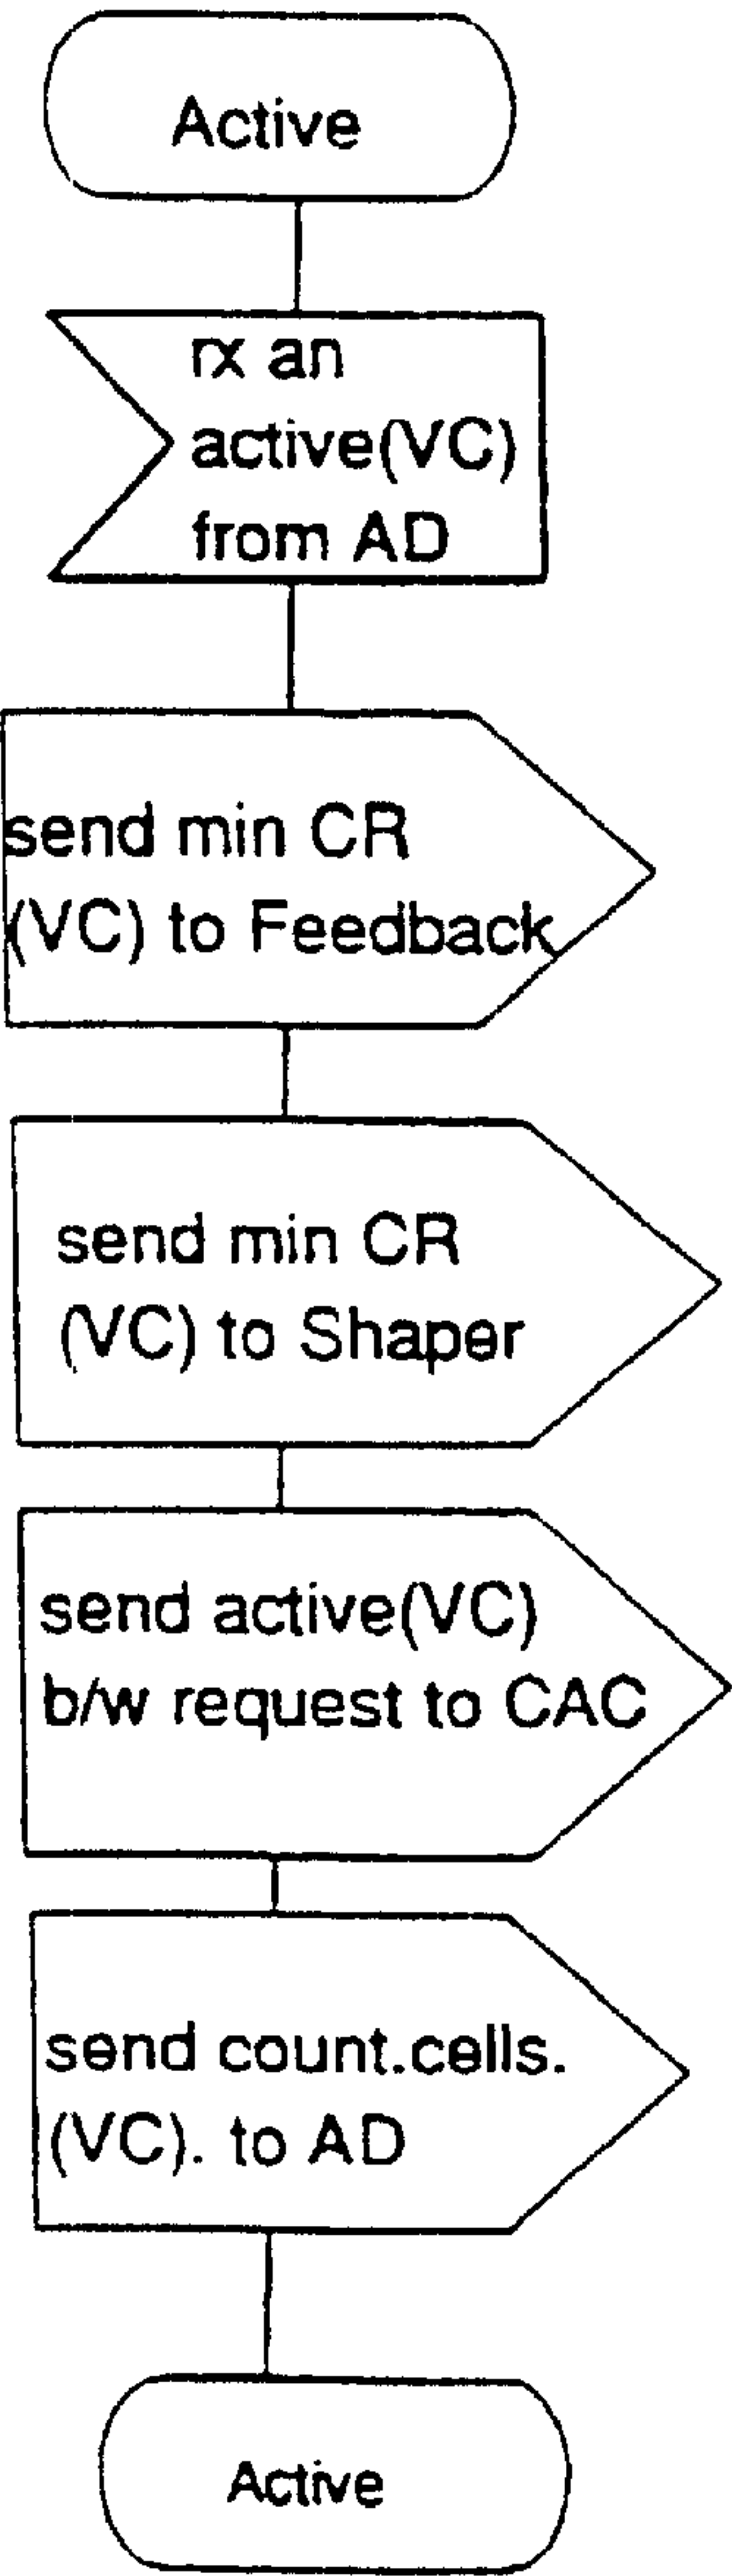 Active
rx an
active(VC)
from AD
send min CR
(VC) to Feedback
send min CR
(VC) to Shaper
send active(VC)
b/w request to CAC
send count.cells.
(VC). to AD
Active